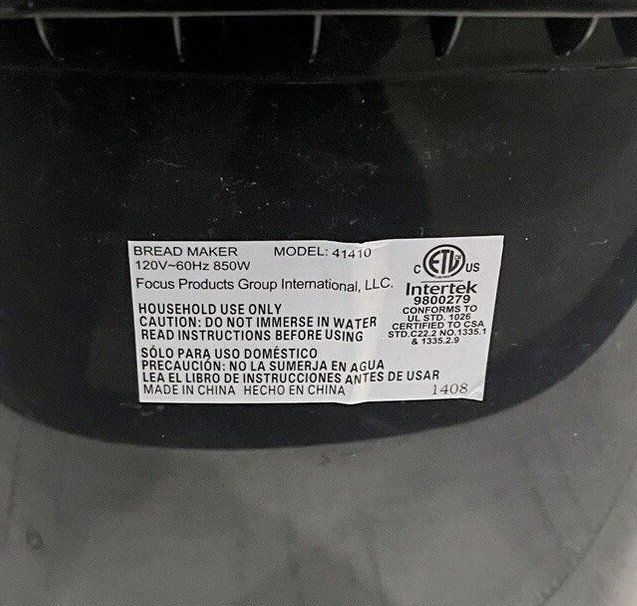 BREAD MAKER MODEL: 41410
120V~60Hz 850W
Focus Products Group International, LLC.
HOUSEHOLD USE ONLY
CAUTION: DO NOT IMMERSE IN WATER
READ INSTRUCTIONS BEFORE USING
SÓLO PARA USO DOMÉSTICO
PRECAUCIÓN: NO LA SUMERJA EN AGUA
LEA EL LIBRO DE INSTRUCCIONES ANTES DE USAR
MADE IN CHINA HECHO EN CHINA
C ETL US
Intertek
9800279
CONFORMS TO
UL STD. 1026
CERTIFIED TO CSA
STD.C22.2 NO.1335.1
& 1335.2.9
1408